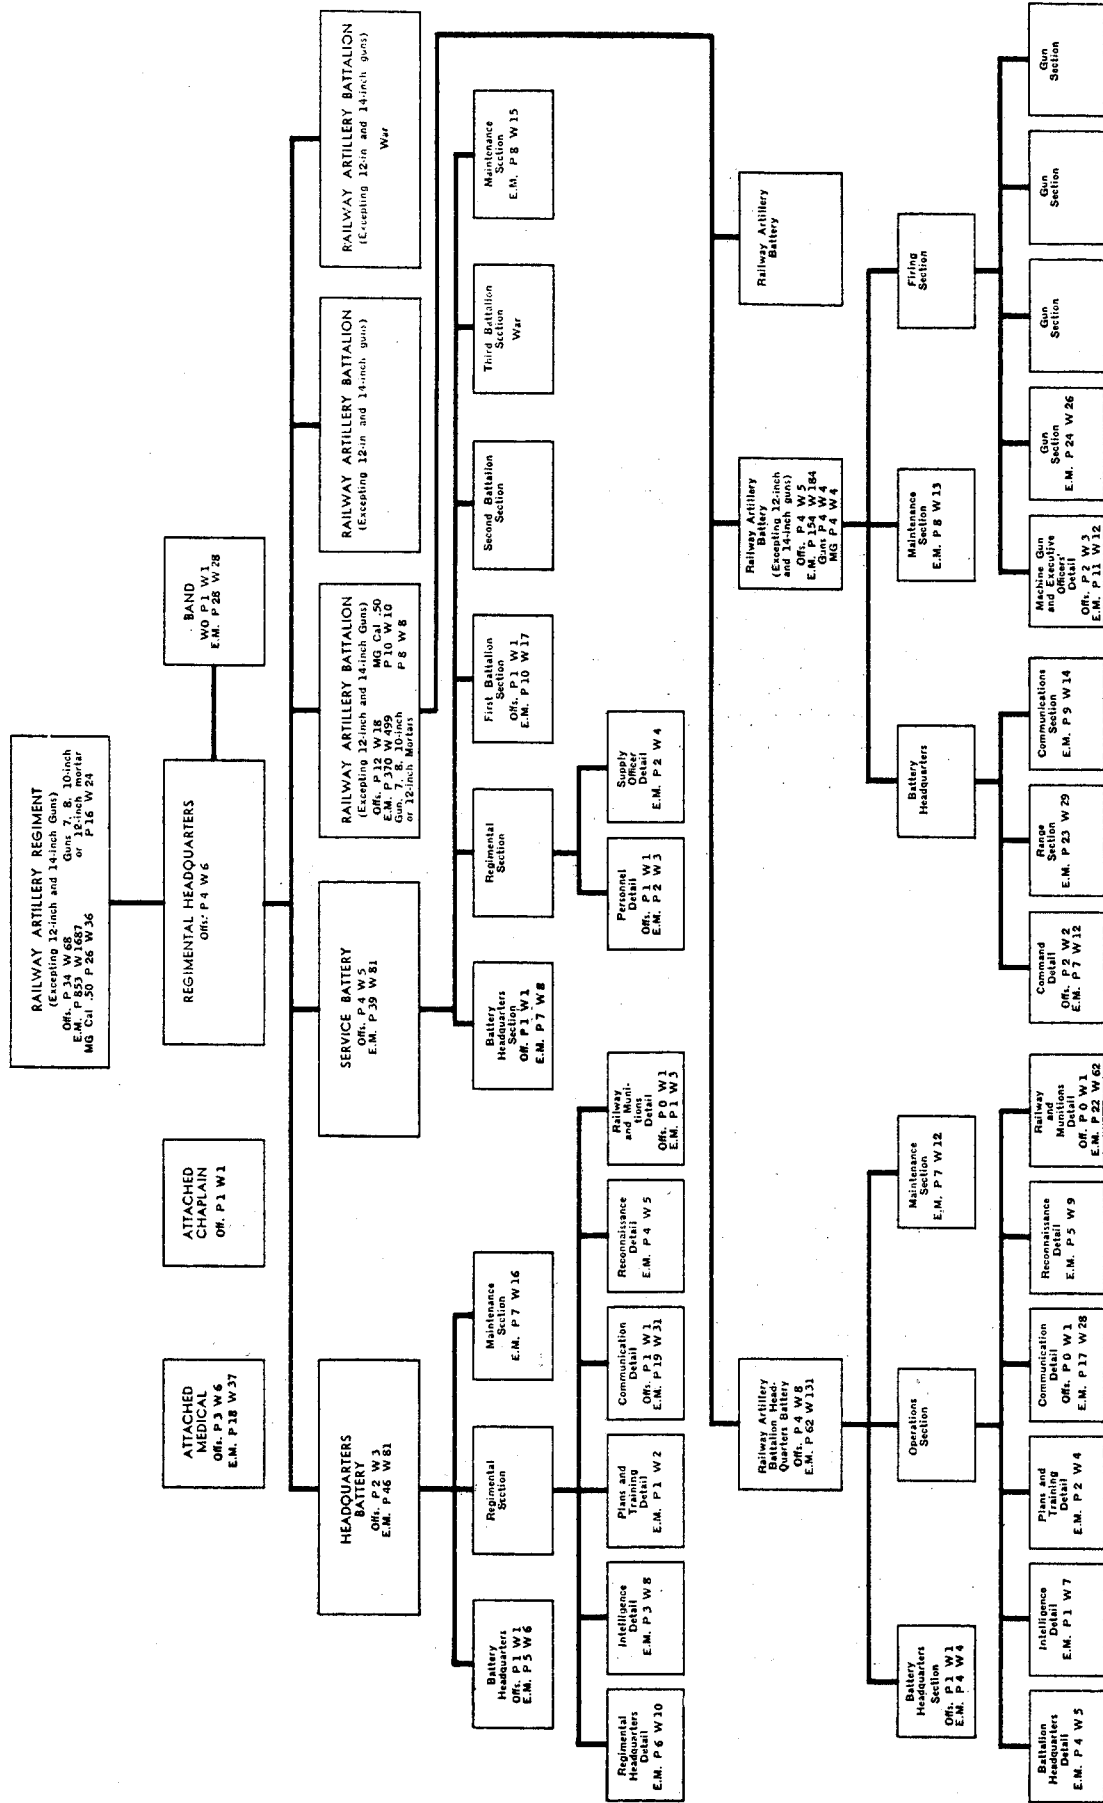 RAILWAY ARTILLERY REGIMENT
(Excepting 12-inch and 14-inch Guns)
Offs. P 34 W 68
E.M. P 853 W 1687
MG Cal .50 P 26 W 36
Guns 7, 8, 10-inch
or 12-inch mortar
P 16 W 24
ATTACHED
MEDICAL
Offs. P 3 W 6
E.M. P 18 W 37
ATTACHED
CHAPLAIN
Off. P 1 W 1
REGIMENTAL HEADQUARTERS
Offs. P 4 W 6
BAND
WO P 1 W 1
E.M. P 28 W 28
HEADQUARTERS
BATTERY
Offs. P 2 W 3
E.M. P 46 W 81
SERVICE BATTERY
Offs. P 4 W 5
E.M. P 39 W 81
RAILWAY ARTILLERY BATTALION
(Excepting 12-inch and 14-inch Guns)
Offs. P 12 W 18
E.M. P 370 W 499
Gun, 7, 8, 10-inch
or 12-inch Mortars
MG Cal .50
P 10 W 10
P 8 W 8
RAILWAY ARTILLERY BATTALION
(Excepting 12-in and 14-inch guns)
RAILWAY ARTILLERY BATTALION
(Excepting 12-in and 14-inch guns)
War
Battery
Headquarters
Offs. P 1 W 1
E.M. P 5 W 6
Regimental
Section
Maintenance
Section
E.M. P 7 W 16
Battery
Headquarters
Section
Off. P 1 W 1
E.M. P 7 W 8
Regimental
Section
First Battalion
Section
Offs. P 1 W 1
E.M. P 10 W 17
Second Battalion
Section
Third Battalion
Section
War
Maintenance
Section
E.M. P 8 W 15
Regimental
Headquarters
Detail
E.M. P 6 W 10
Intelligence
Detail
E.M. P 3 W 8
Plans and
Training
Detail
E.M. P 1 W 2
Communication
Detail
Offs. P 1 W 1
E.M. P 19 W 31
Reconnaissance
Detail
E.M. P 4 W 5
Railway
and Muni-
tions
Detail
Offs. P 0 W 1
E.M. P 1 W 3
Personnel
Detail
Offs. P 1 W 1
E.M. P 2 W 3
Supply
Officer
Detail
E.M. P 2 W 4
Railway Artillery
Battalion Head-
Quarters Battery
Offs. P 4 W 8
E.M. P 62 W 131
Railway Artillery
Battery
(Excepting 12-inch
and 14-inch guns)
Offs. P 4 W 5
E.M. P 154 W 184
Guns P 4 W 4
MG P 4 W 4
Railway Artillery
Battery
Battery
Headquarters
Section
Offs. P 1 W 1
E.M. P 4 W 4
Operations
Section
Maintenance
Section
E.M. P 7 W 12
Battery
Headquarters
Maintenance
Section
E.M. P 8 W 13
Firing
Section
Battalion
Headquarters
Detail
E.M. P 4 W 5
Intelligence
Detail
E.M. P 1 W 7
Plans and
Training
Detail
E.M. P 2 W 4
Communication
Detail
Offs. P 0 W 1
E.M. P 17 W 28
Reconnaissance
Detail
E.M. P 5 W 9
Railway
and
Munitions
Detail
Off. P 0 W 1
E.M. P 22 W 62
Command
Detail
Offs. P 2 W 2
E.M. P 7 W 12
Range
Section
E.M. P 23 W 29
Communications
Section
E.M. P 9 W 14
Machine Gun
and Executive
Officers'
Detail
Offs. P 2 W 3
E.M. P 11 W 12
Gun
Section
E.M. P 24 W 26
Gun
Section
Gun
Section
Gun
Section